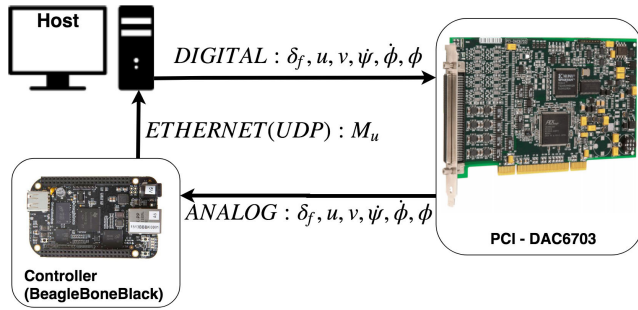 Host
DIGITAL : δ_f, u, v, ψ̇, ϕ̇, ϕ
ETHERNET(UDP) : M_u
ANALOG : δ_f, u, v, ψ̇, ϕ̇, ϕ
Controller
(BeagleBoneBlack)
PCI - DAC6703